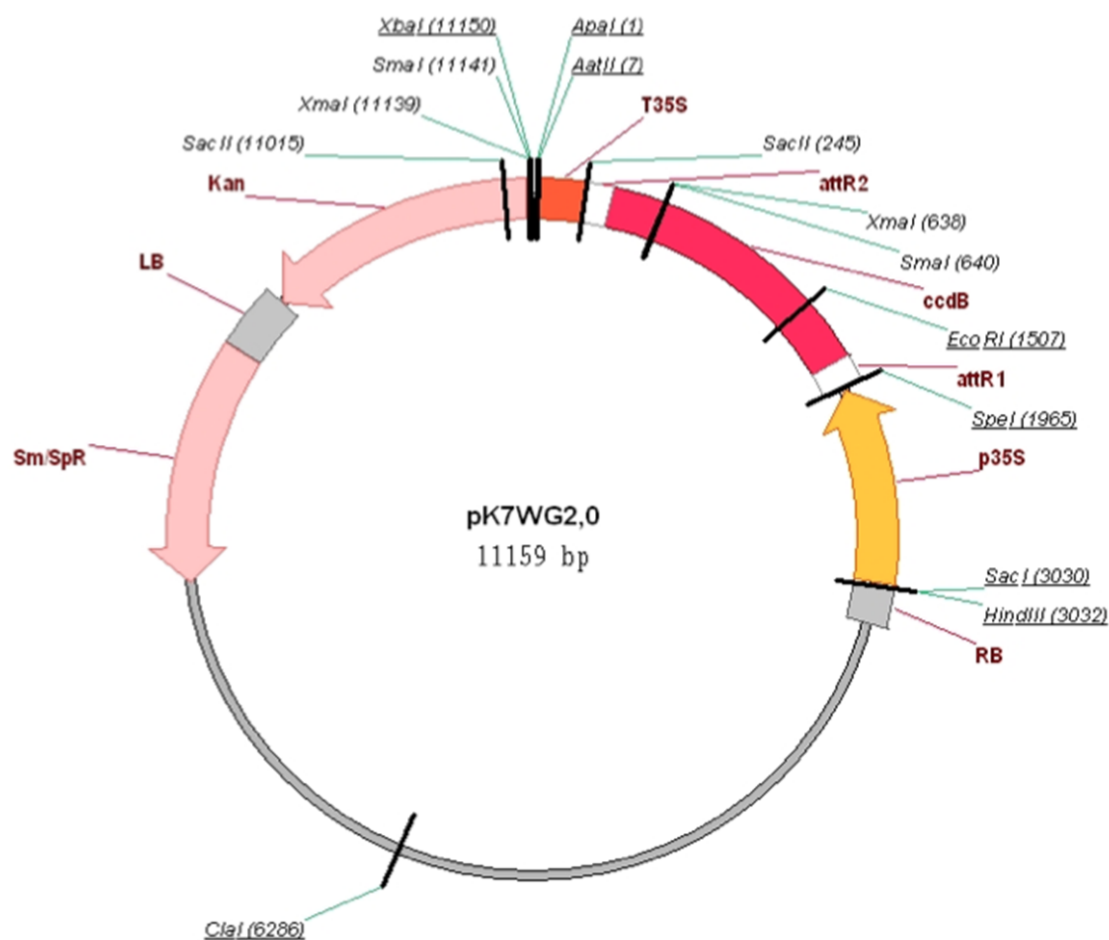 XbaI (11150)
ApaI (1)
SmaI (11141)
AatII (7)
XmaI (11139)
T35S
SacII (11015)
SacII (245)
Kan
attR2
XmaI (638)
LB
SmaI (640)
ccdB
EcoRI (1507)
attR1
SpeI (1965)
Sm/SpR
p35S
pK7WG2,0
11159 bp
SacI (3030)
HindIII (3032)
RB
ClaI (6286)